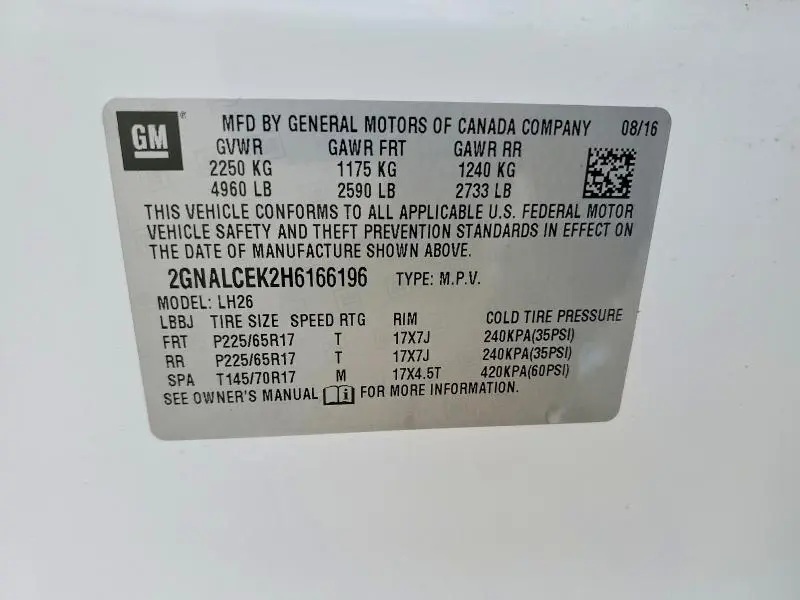 GM ® MFD BY GENERAL MOTORS OF CANADA COMPANY 08/16
GVWR GAWR FRT GAWR RR
2250 KG 1175 KG 1240 KG
4960 LB 2590 LB 2733 LB
THIS VEHICLE CONFORMS TO ALL APPLICABLE U.S. FEDERAL MOTOR
VEHICLE SAFETY AND THEFT PREVENTION STANDARDS IN EFFECT ON
THE DATE OF MANUFACTURE SHOWN ABOVE.
2GNALCEK2H6166196 TYPE: M.P.V.
MODEL: LH26
LBBJ TIRE SIZE SPEED RTG RIM COLD TIRE PRESSURE
FRT P225/65R17 T 17X7J 240KPA(35PSI)
RR P225/65R17 T 17X7J 240KPA(35PSI)
SPA T145/70R17 M 17X4.5T 420KPA(60PSI)
SEE OWNER'S MANUAL i FOR MORE INFORMATION.